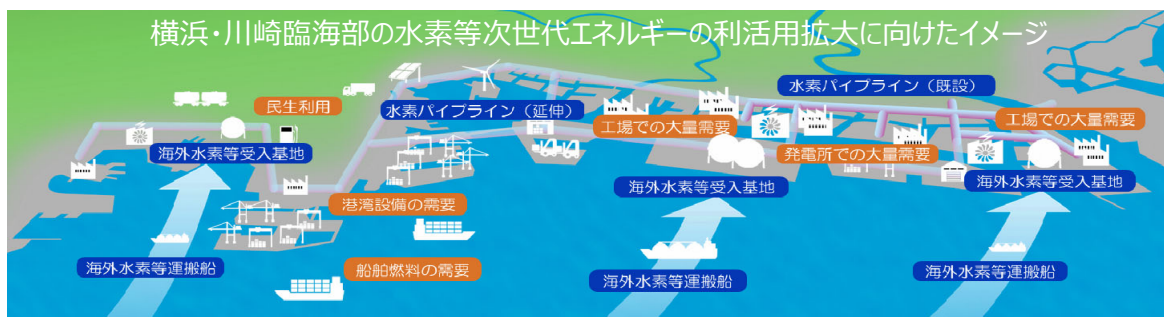 横浜・川崎臨海部の水素等次世代エネルギーの利活用拡大に向けたイメージ
民生利用
水素パイプライン（延伸）
水素パイプライン（既設）
工場での大量需要
工場での大量需要
海外水素等受入基地
発電所での大量需要
海外水素等受入基地
海外水素等受入基地
港湾設備の需要
海外水素等運搬船
船舶燃料の需要
海外水素等運搬船
海外水素等運搬船